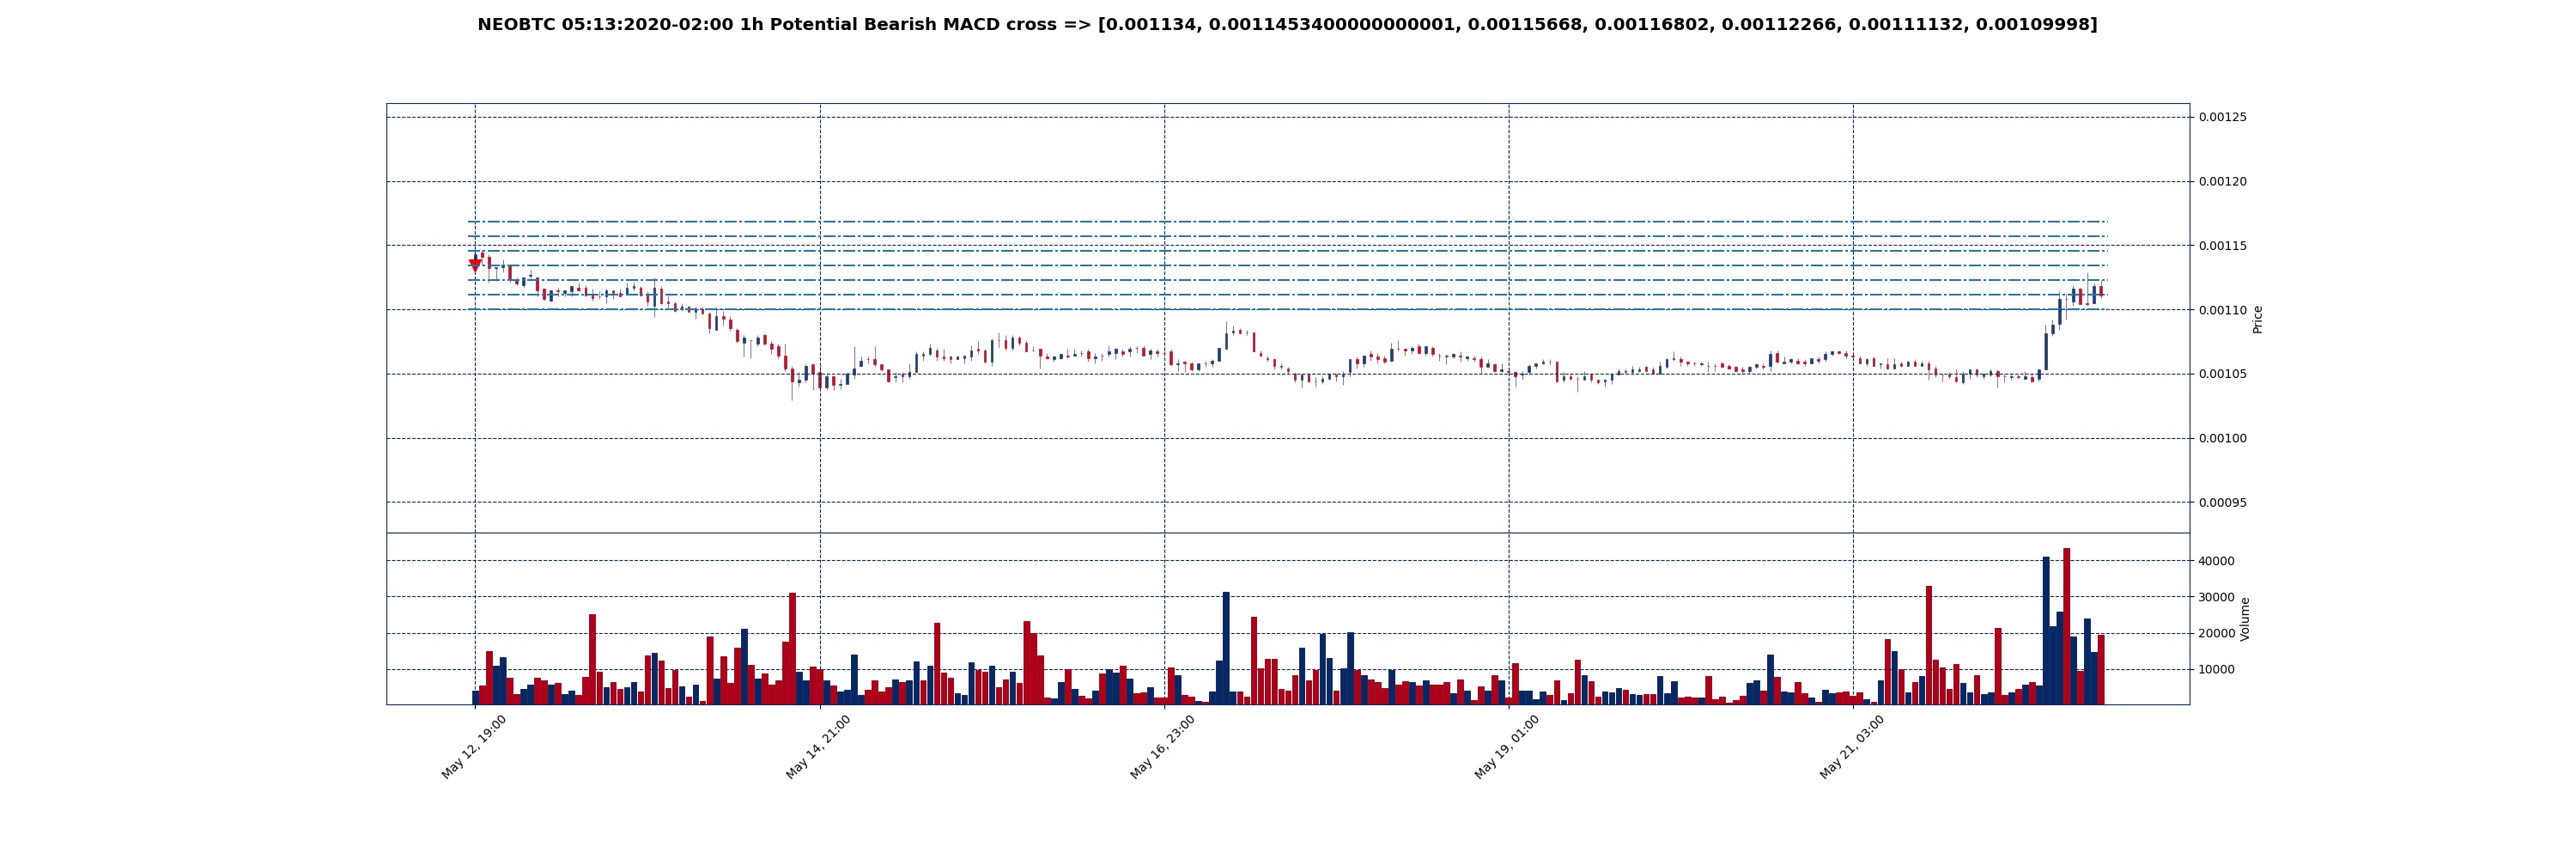 NEOBTC 05:13:2020-02:00 1h Potential Bearish MACD cross => [0.001134, 0.0011453400000000001, 0.00115668, 0.00116802, 0.00112266, 0.00111132, 0.00109998]
0.00125
0.00120
0.00115
0.00110
0.00105
0.00100
0.00095
Price
40000
30000
20000
10000
Volume
May 12, 19:00
May 14, 21:00
May 16, 23:00
May 19, 01:00
May 21, 03:00